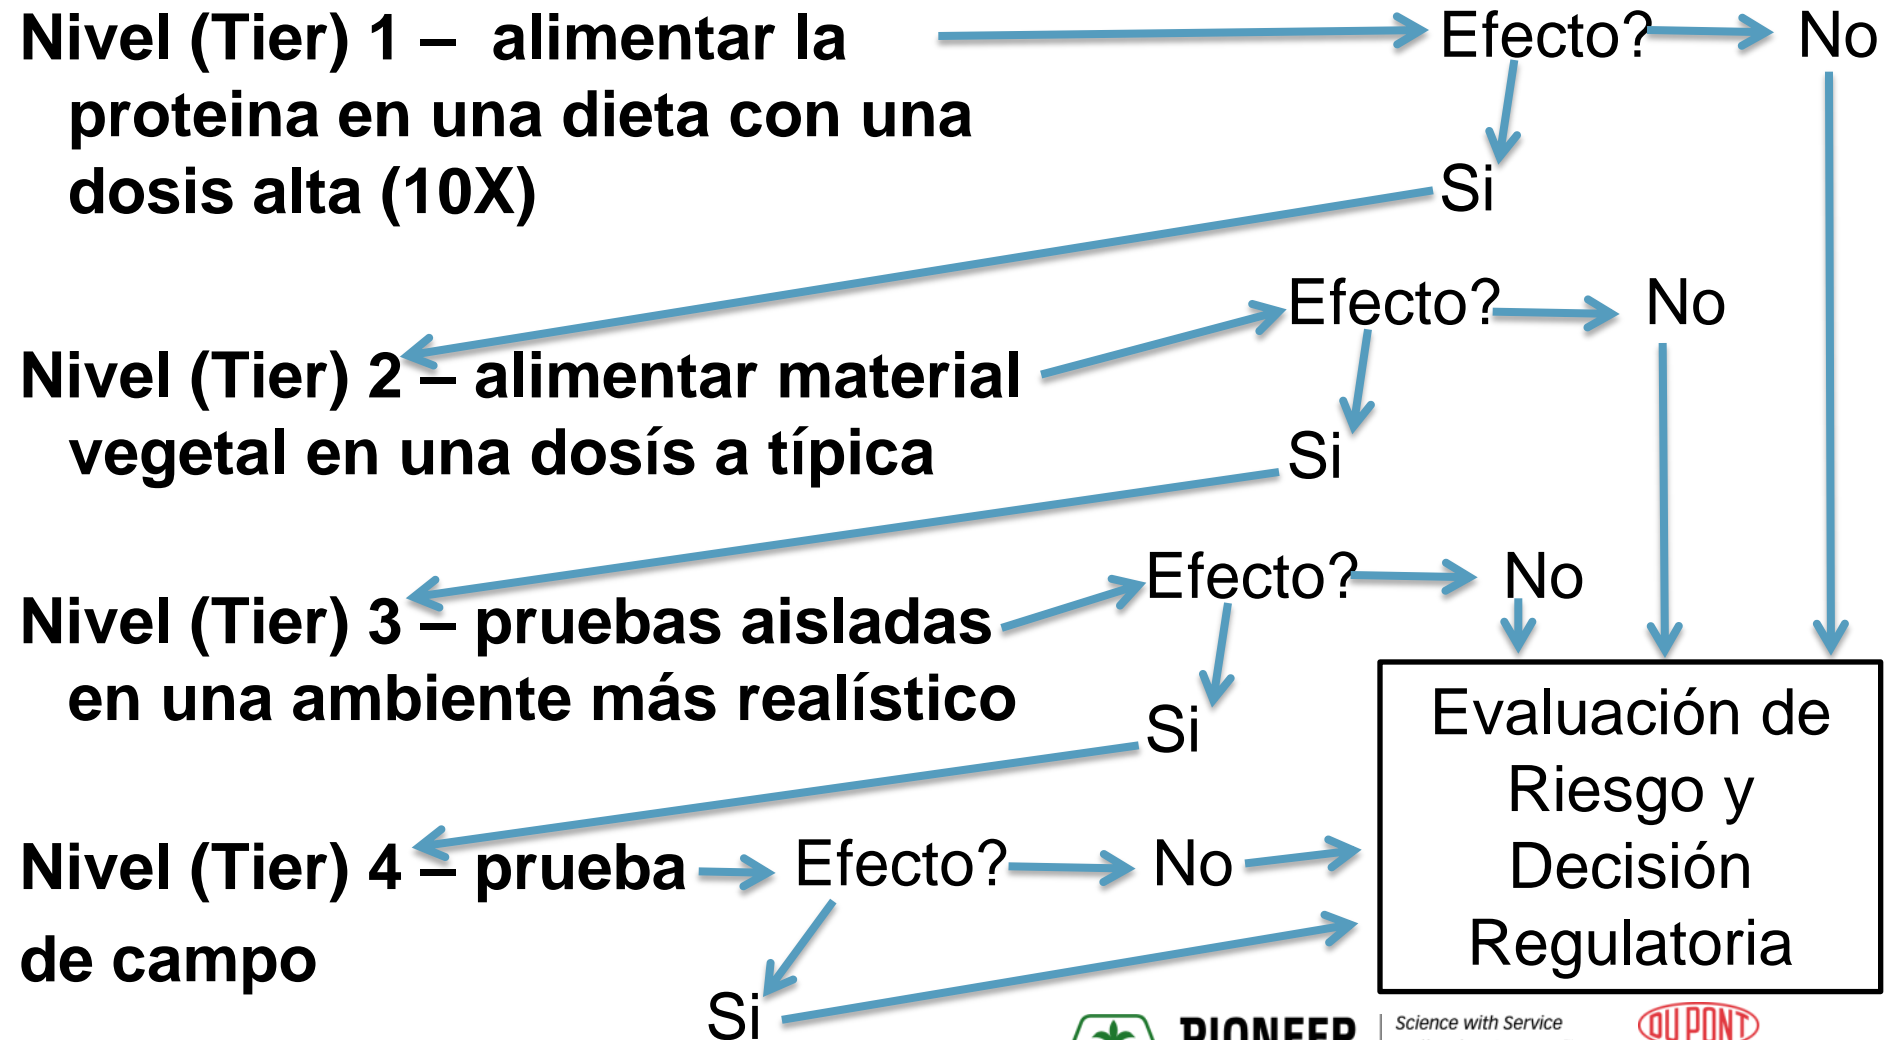 Nivel (Tier) 1 – alimentar la
proteina en una dieta con una
dosis alta (10X)
Efecto?
No
Si
Nivel (Tier) 2 – alimentar material
vegetal en una dosís a típica
Efecto?
No
Si
Nivel (Tier) 3 – pruebas aisladas
en una ambiente más realístico
Efecto?
No
Si
Nivel (Tier) 4 – prueba
de campo
Efecto?
No
Si
Evaluación de
Riesgo y
Decisión
Regulatoria
PIONEER
Science with Service
DU PONT